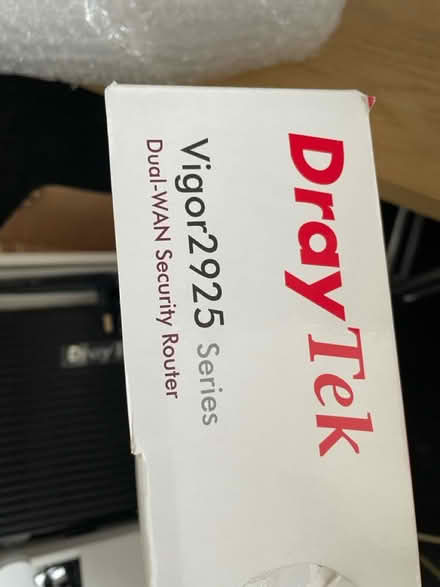 DrayTek
Vigor2925 Series
Dual-WAN Security Router